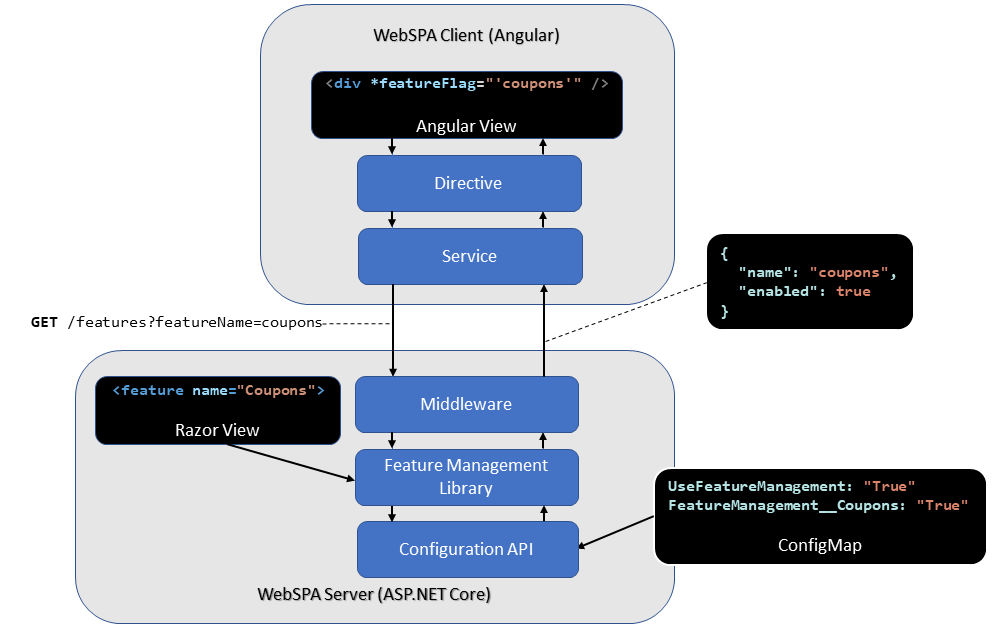 WebSPA Client (Angular)
<div *featureFlag="'coupons'" />
Angular View
Directive
Service
{
"name": "coupons",
"enabled": true
}
GET /features?featureName=coupons
<feature name="Coupons">
Razor View
Middleware
Feature Management
Library
Configuration API
UseFeatureManagement: "True"
FeatureManagement__Coupons: "True"
ConfigMap
WebSPA Server (ASP.NET Core)